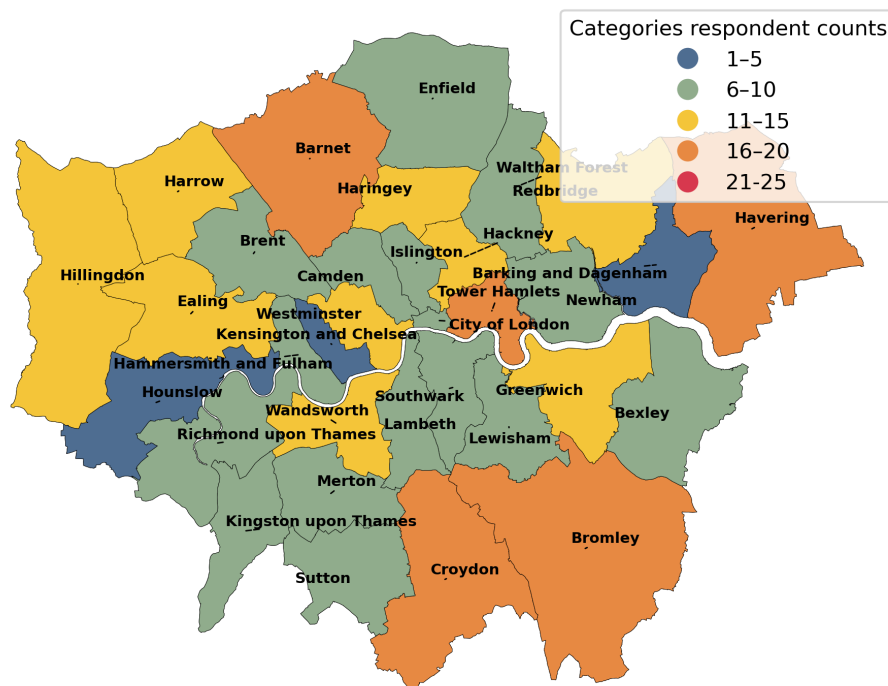 Categories respondent counts
1–5
6–10
11–15
16–20
21-25
Enfield
Barnet
Waltham Forest
Harrow
Haringey
Redbridge
Havering
Hackney
Brent
Islington
Hillingdon
Camden
Barking and Dagenham
Tower Hamlets
Ealing
Newham
Westminster
City of London
Kensington and Chelsea
Hammersmith and Fulham
Hounslow
Greenwich
Southwark
Wandsworth
Bexley
Lambeth
Richmond upon Thames
Lewisham
Merton
Kingston upon Thames
Bromley
Croydon
Sutton